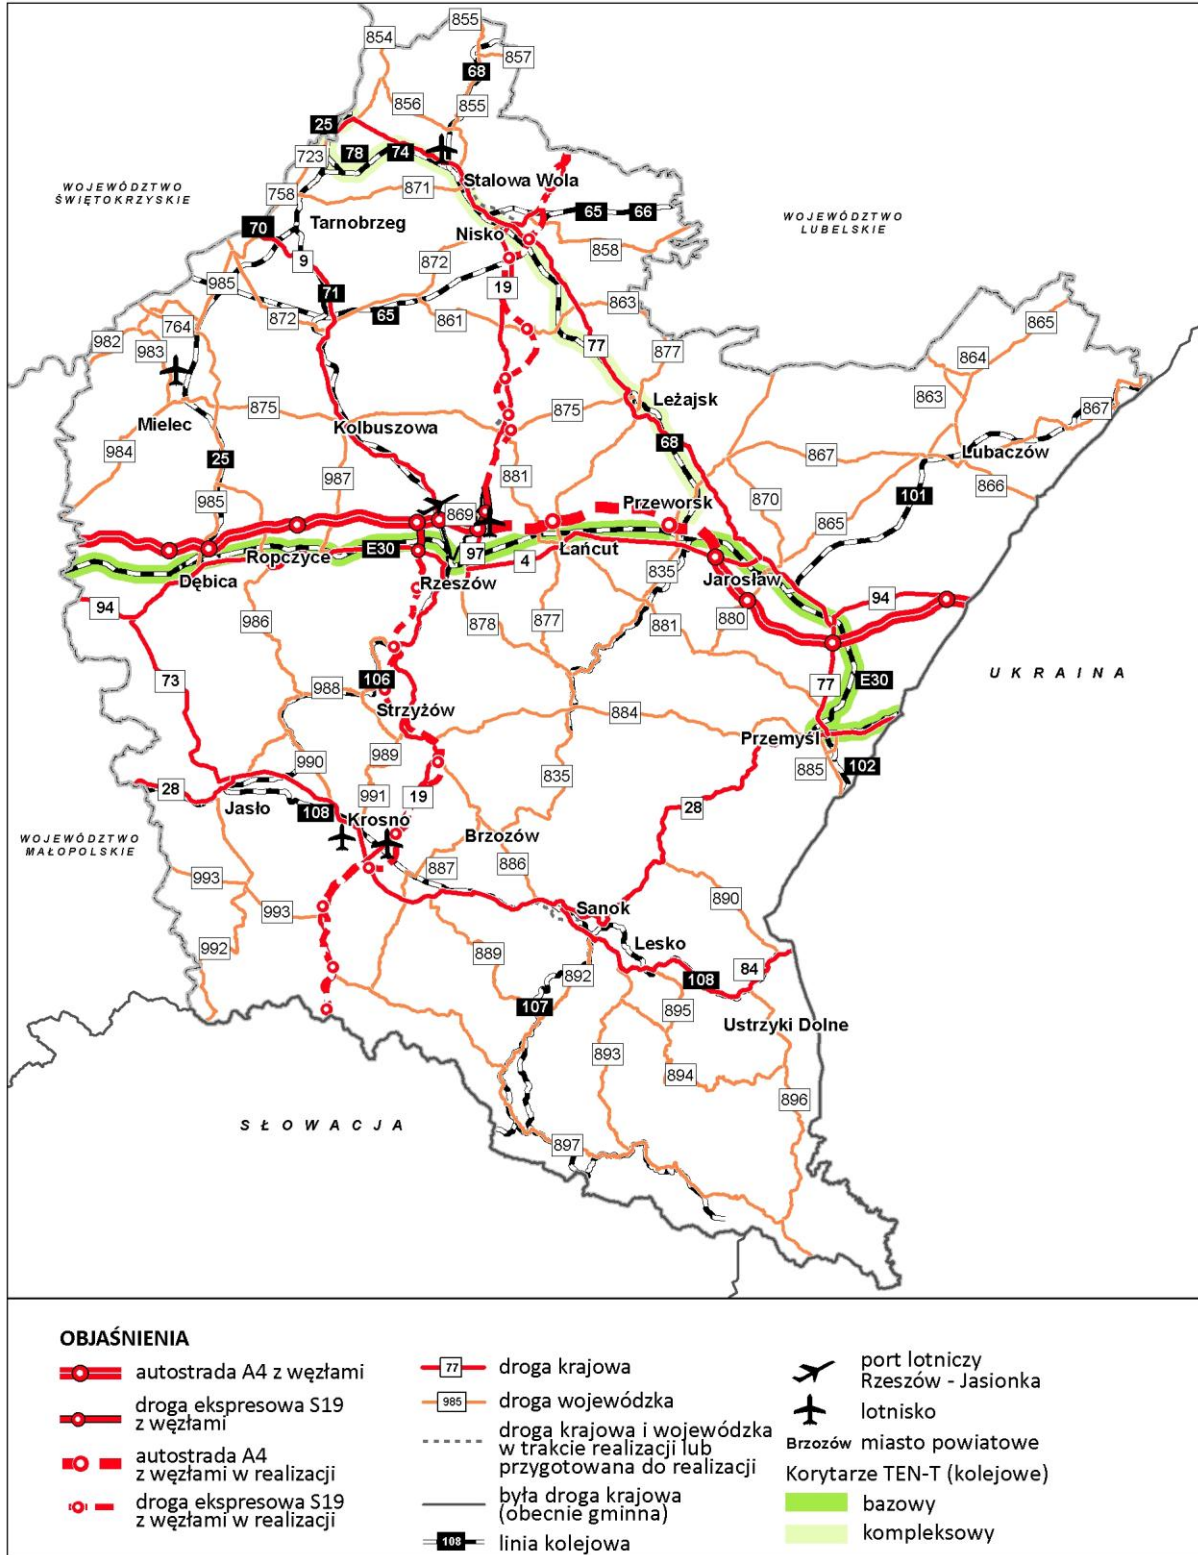 855
854
857
68
856
855
25
723
78
74
871
758
Stalowa Wola
WOJEWÓDZTWO
ŚWIĘTOKRZYSKIE
Tarnobrzeg
65
66
WOJEWÓDZTWO
LUBELSKIE
70
Nisko
858
9
872
985
19
71
872
65
861
863
865
764
982
983
77
877
864
863
875
875
Leżajsk
867
Mielec
Kolbuszowa
984
68
867
Lubaczów
25
987
881
866
985
101
Przeworsk
870
869
865
Ropczyce
E30
97
4
Łańcut
835
Jarosław
Dębica
Rzeszów
94
94
986
878
877
881
880
UKRAINA
73
106
77
E30
988
Strzyżów
884
Przemyśl
989
885
102
990
835
28
991
19
28
Jasło
108
Krosno
Brzozów
WOJEWÓDZTWO
MAŁOPOLSKIE
886
887
993
890
993
Sanok
992
889
Lesko
892
84
108
107
895
Ustrzyki Dolne
893
894
896
SŁOWACJA
897
OBJAŚNIENIA
autostrada A4 z węzłami
droga ekspresowa S19
z węzłami
autostrada A4
z węzłami w realizacji
droga ekspresowa S19
z węzłami w realizacji
77 droga krajowa
985 droga wojewódzka
droga krajowa i wojewódzka
w trakcie realizacji lub
przygotowana do realizacji
była droga krajowa
(obecnie gminna)
108 linia kolejowa
port lotniczy
Rzeszów - Jasionka
lotnisko
Brzozów miasto powiatowe
Korytarze TEN-T (kolejowe)
bazowy
kompleksowy